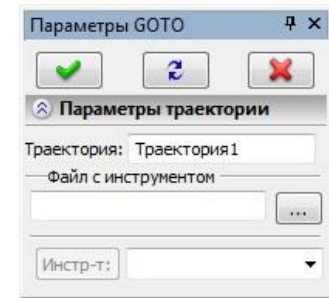 Параметры GOTO
Параметры траектории
Траектория: Траектория1
Файл с инструментом
...
Инстр-т: